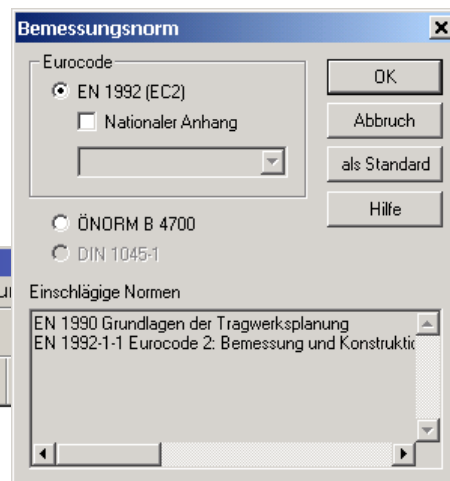 Bemessungsnorm
Eurocode
EN 1992 (EC2)
Nationaler Anhang
ÖNORM B 4700
DIN 1045-1
OK
Abbruch
als Standard
Hilfe
Einschlägige Normen
EN 1990 Grundlagen der Tragwerksplanung
EN 1992-1-1 Eurocode 2: Bemessung und